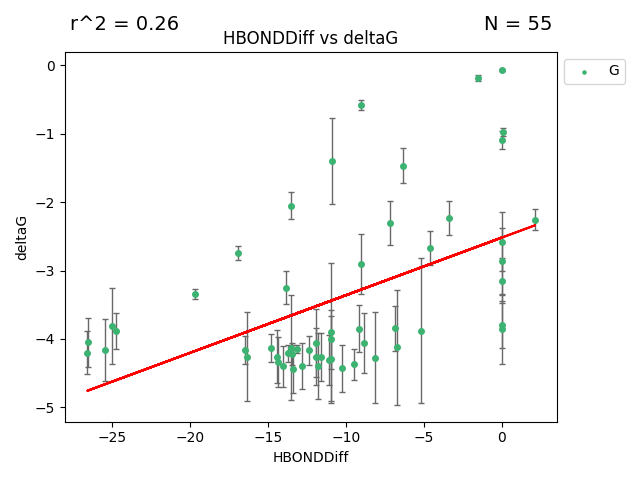 r^2 = 0.26
N = 55
HBONDDiff vs deltaG
G
0
−1
−2
−3
−4
−5
deltaG
−25 −20 −15 −10 −5 0
HBONDDiff